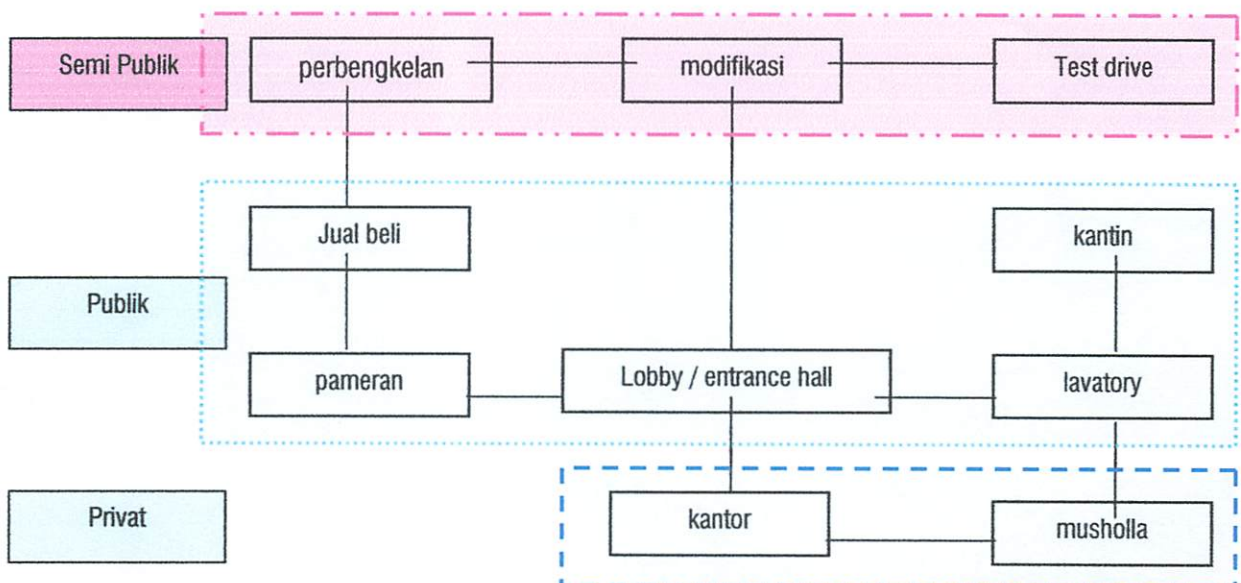 Semi Publik
perbengkelan
modifikasi
Test drive
Jual beli
kantin
Publik
pameran
Lobby / entrance hall
lavatory
Privat
kantor
musholla